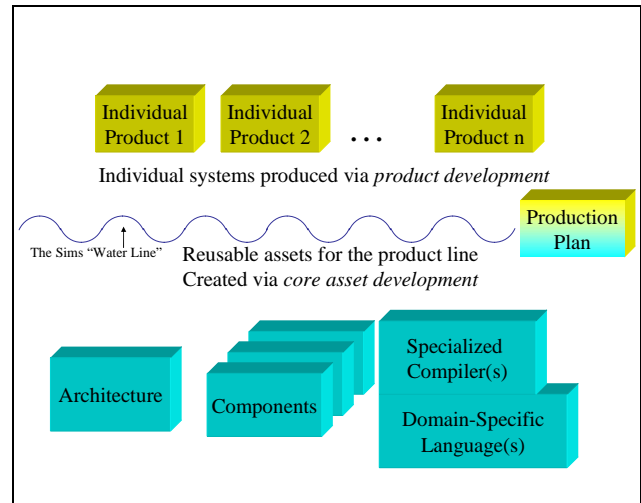 Individual
Product 1
Individual
Product 2
...
Individual
Product n
Individual systems produced via product development
Production
Plan
The Sims “Water Line”
Reusable assets for the product line
Created via core asset development
Architecture
Components
Specialized
Compiler(s)
Domain-Specific
Language(s)